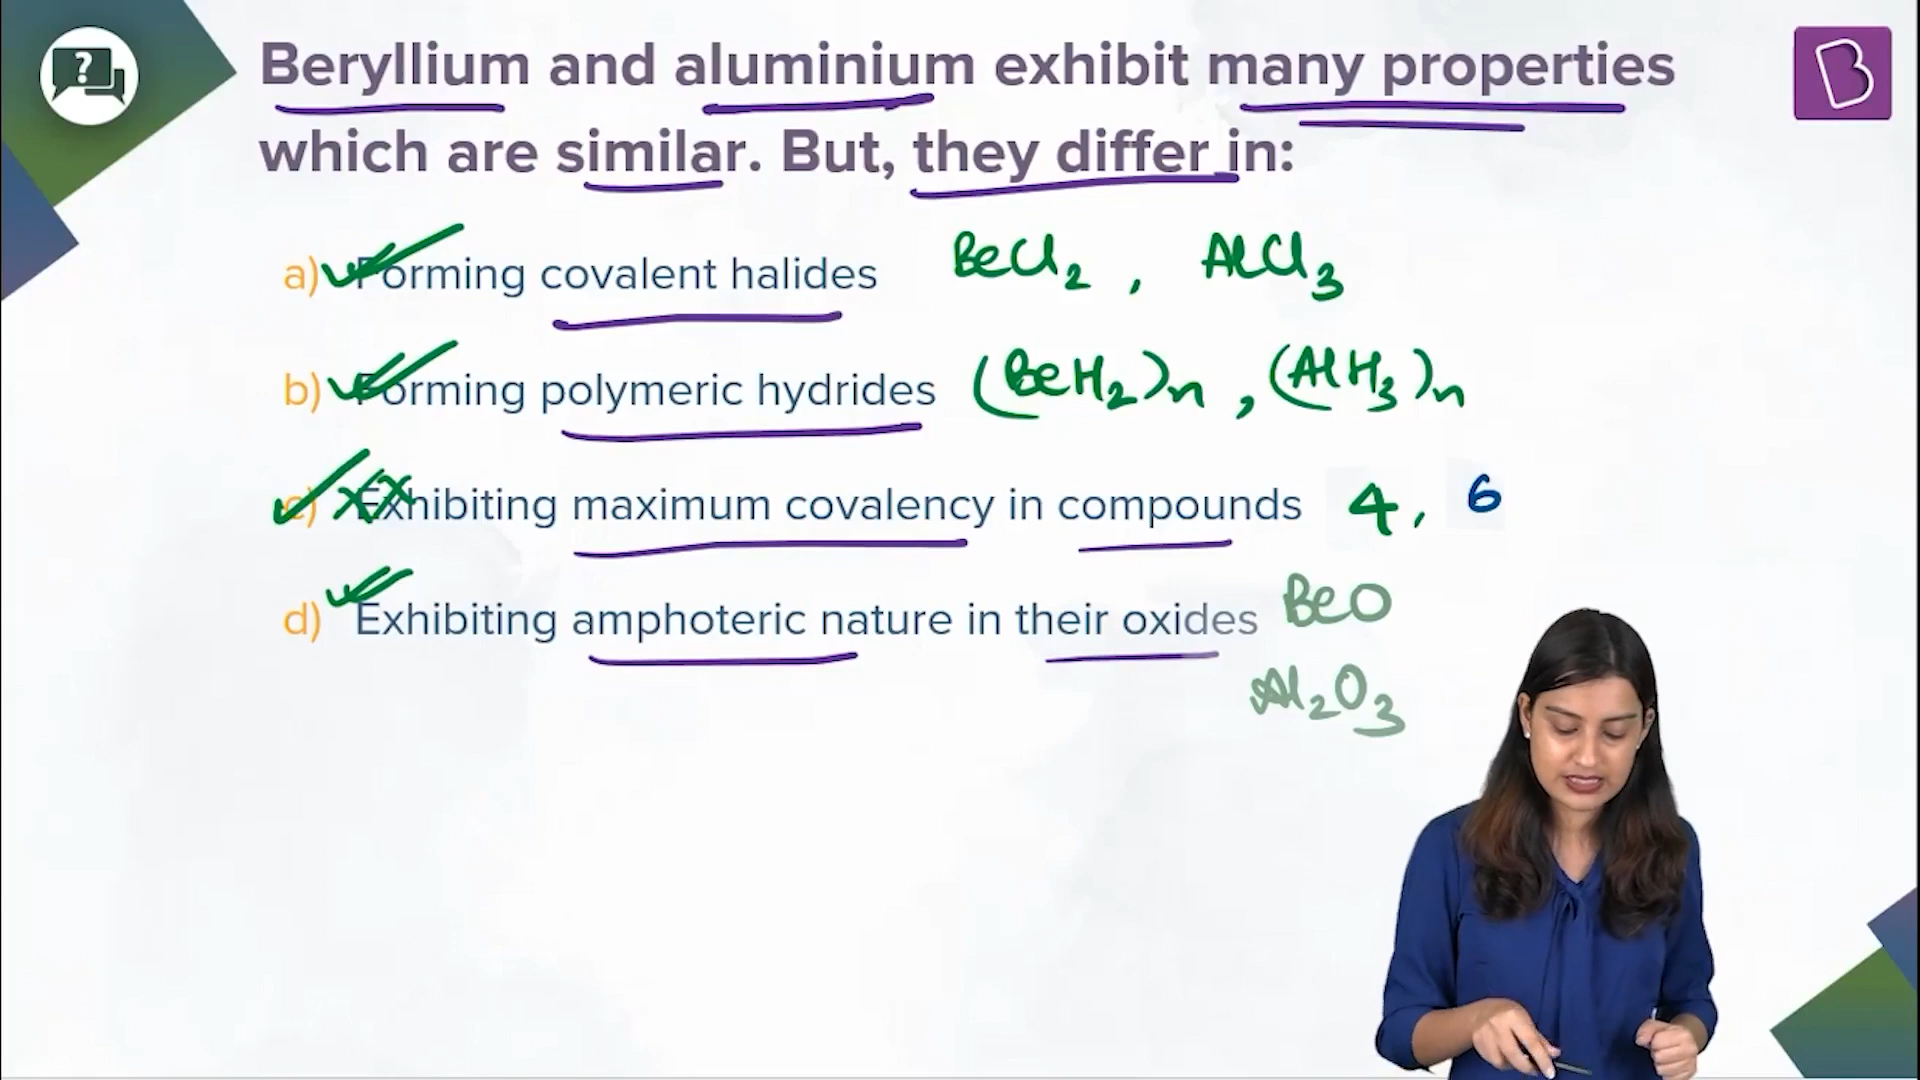 Beryllium and aluminium exhibit many properties
which are similar. But, they differ in:
a) Forming covalent halides BeCl2 , AlCl3
b) Forming polymeric hydrides (BeH2)n , (AlH3)n
c) Exhibiting maximum covalency in compounds 4, 6
d) Exhibiting amphoteric nature in their oxides BeO
Al2O3